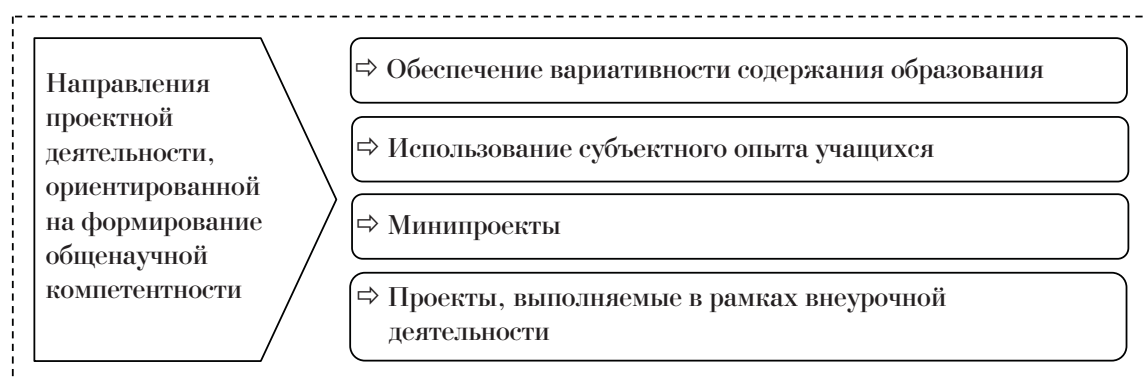 Направления
проектной
деятельности,
ориентированной
на формирование
общенаучной
компетентности
⇨ Обеспечение вариативности содержания образования
⇨ Использование субъектного опыта учащихся
⇨ Минипроекты
⇨ Проекты, выполняемые в рамках внеурочной
деятельности